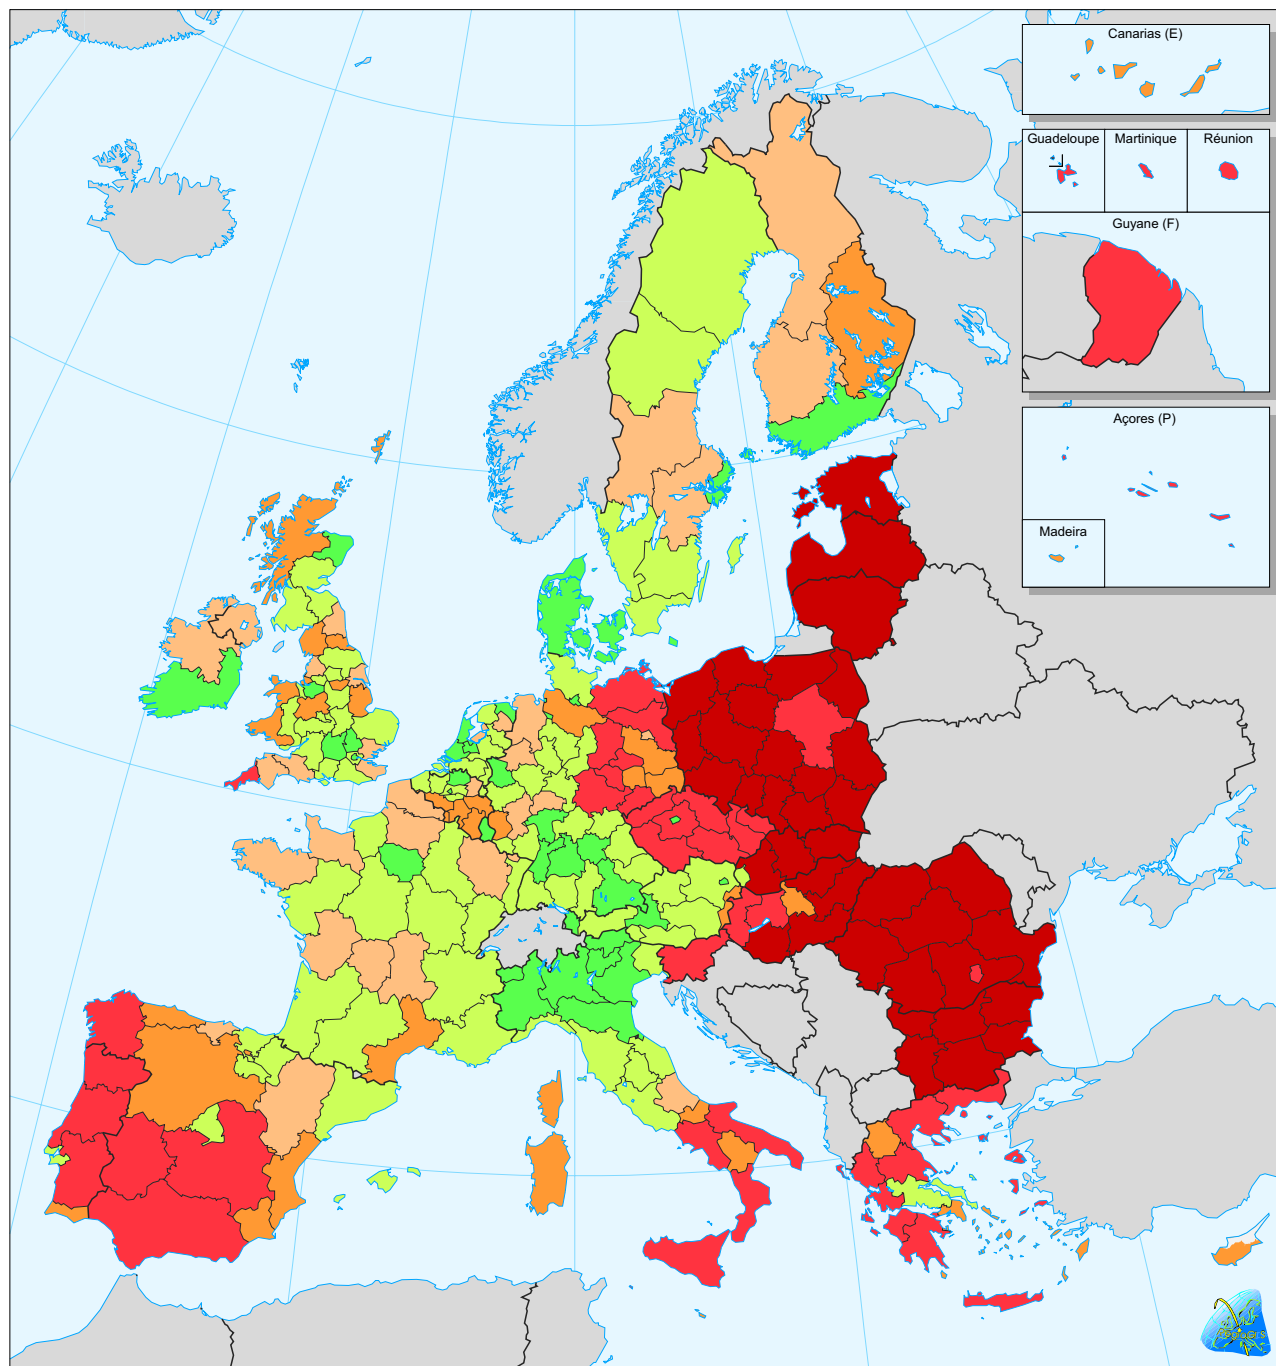 Canarias (E)
Guadeloupe
Martinique
Réunion
Guyane (F)
Açores (P)
Madeira